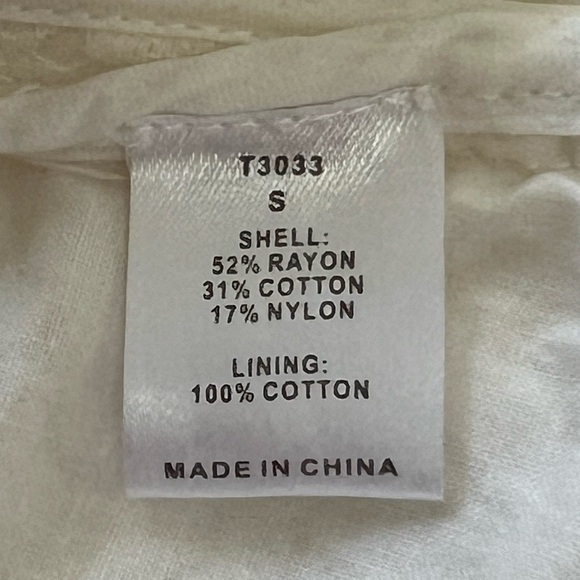 T3033
S
SHELL:
52% RAYON
31% COTTON
17% NYLON
LINING:
100% COTTON
MADE IN CHINA